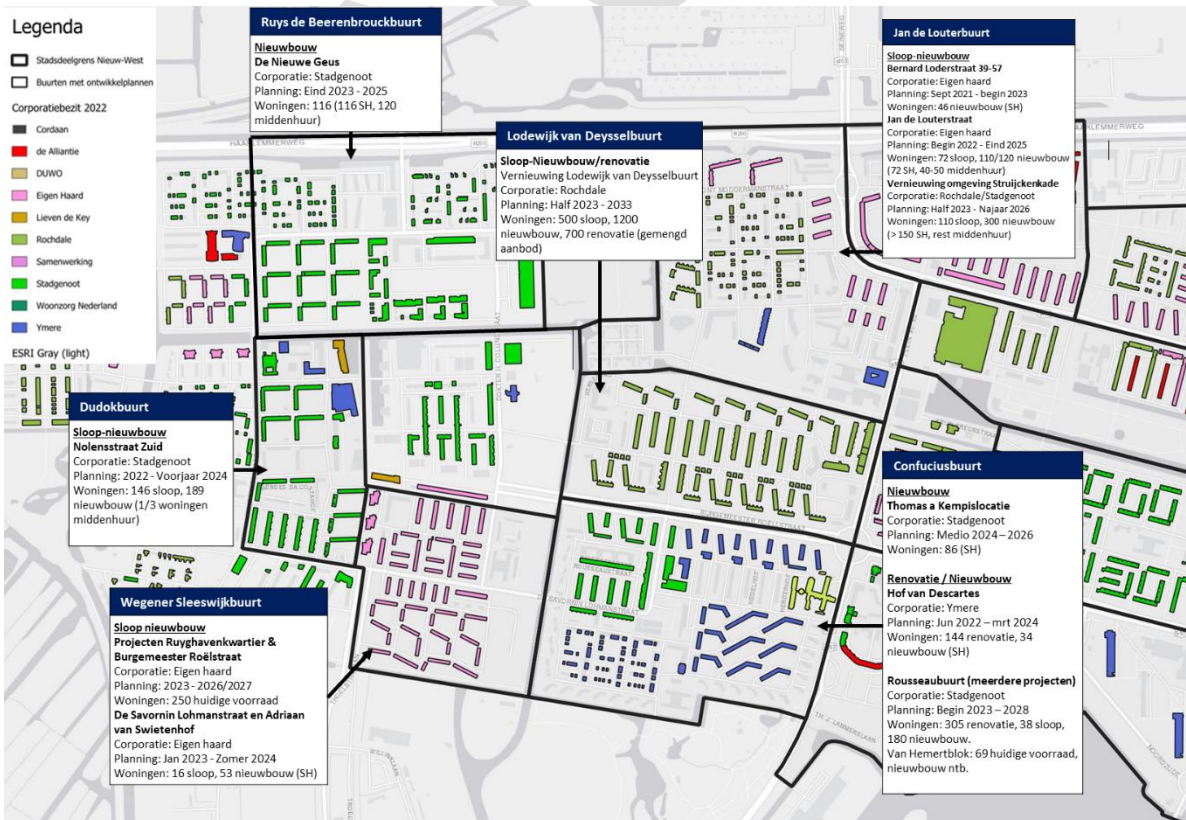 Legenda
Stadsdeelgrens Nieuw-West
Buurten met ontwikkelplannen
Corporatiebezit 2022
Cordaan
de Alliantie
DUWO
Eigen Haard
Lieven de Key
Rochdale
Samenwerking
Stadgenoot
Woonzorg Nederland
Ymere
ESRI Gray (light)
Ruys de Beerenbrouckbuurt
Nieuwbouw
De Nieuwe Geus
Corporatie: Stadgenoot
Planning: Eind 2023 - 2025
Woningen: 116 (116 SH, 120
middenhuur)
Lodewijk van Deysselbuurt
Sloop-Nieuwbouw/renovatie
Vernieuwing Lodewijk van Deysselbuurt
Corporatie: Rochdale
Planning: Half 2023 - 2033
Woningen: 500 sloop, 1200
nieuwbouw, 700 renovatie (gemengd
aanbod)
Jan de Louterbuurt
Sloop-nieuwbouw
Bernard Loderstraat 39-57
Corporatie: Eigen haard
Planning: Sept 2021 - begin 2023
Woningen: 46 nieuwbouw (SH)
Jan de Louterstraat
Corporatie: Eigen haard
Planning: Begin 2022 - Eind 2025
Woningen: 72 sloop, 110/120 nieuwbouw
(72 SH, 40-50 middenhuur)
Vernieuwing omgeving Struijckenkade
Corporatie: Rochdale/Stadgenoot
Planning: Half 2023 - Najaar 2026
Woningen: 110 sloop, 300 nieuwbouw
(> 150 SH, rest middenhuur)
Dudokbuurt
Sloop-nieuwbouw
Nolensstraat Zuid
Corporatie: Stadgenoot
Planning: 2022 - Voorjaar 2024
Woningen: 146 sloop, 189
nieuwbouw (1/3 woningen
middenhuur)
Wegener Sleeswijkbuurt
Sloop nieuwbouw
Projecten Ruyghavenkwartier &
Burgemeester Roëlstraat
Corporatie: Eigen haard
Planning: 2023 - 2026/2027
Woningen: 250 huidige voorraad
De Savornin Lohmanstraat en Adriaan
van Swietenhof
Corporatie: Eigen haard
Planning: Jan 2023 - Zomer 2024
Woningen: 16 sloop, 53 nieuwbouw (SH)
Confuciusbuurt
Nieuwbouw
Thomas a Kempislocatie
Corporatie: Stadgenoot
Planning: Medio 2024 – 2026
Woningen: 86 (SH)
Renovatie / Nieuwbouw
Hof van Descartes
Corporatie: Ymere
Planning: Jun 2022 – mrt 2024
Woningen: 144 renovatie, 34
nieuwbouw (SH)
Rousseaubuurt (meerdere projecten)
Corporatie: Stadgenoot
Planning: Begin 2023 – 2028
Woningen: 305 renovatie, 38 sloop,
180 nieuwbouw.
Van Hemertblok: 69 huidige voorraad,
nieuwbouw ntb.
HAARLEMMERWEG
HAARLEMMERWEG
BURGEMEESTER ROËLLSTRAAT
ROUSSEAUSTRAAT
SAVORNIN LOHMANSTRAAT